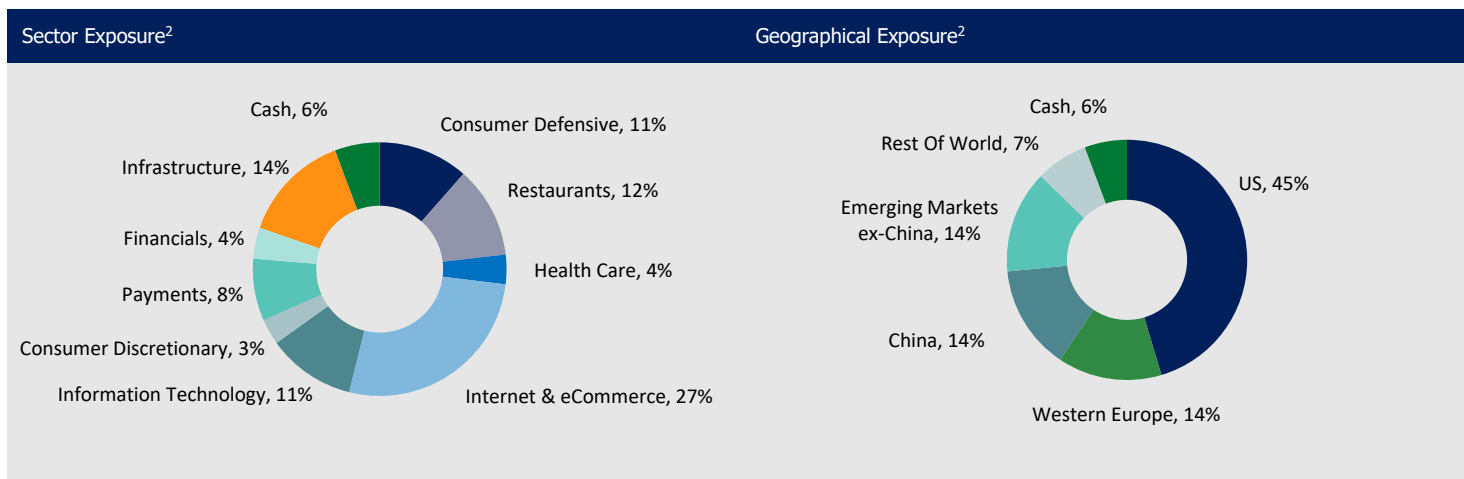 Sector Exposure2
Cash, 6%
Consumer Defensive, 11%
Infrastructure, 14%
Restaurants, 12%
Financials, 4%
Health Care, 4%
Payments, 8%
Consumer Discretionary, 3%
Information Technology, 11%
Internet & eCommerce, 27%
Geographical Exposure2
Cash, 6%
Rest Of World, 7%
US, 45%
Emerging Markets
ex-China, 14%
China, 14%
Western Europe, 14%